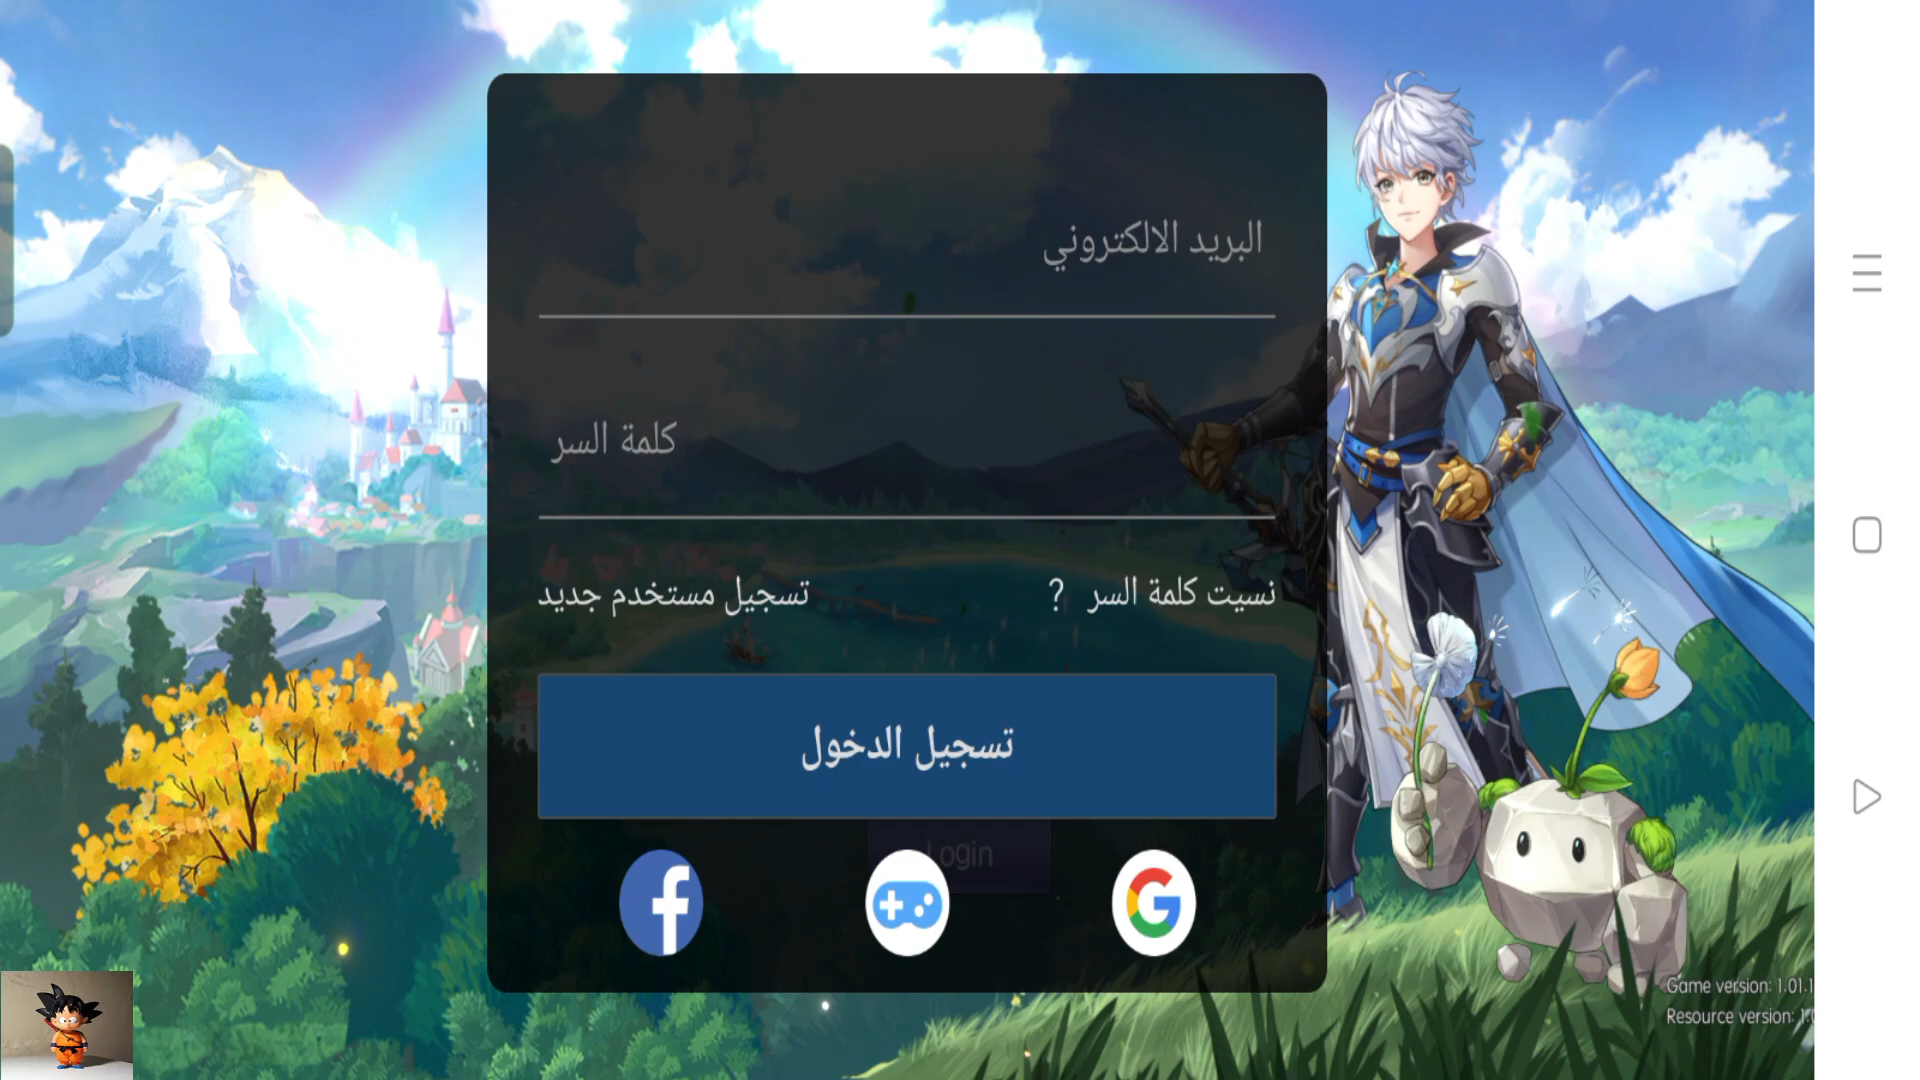 البريد الالكتروني
كلمة السر
نسيت كلمة السر ?
تسجيل مستخدم جديد
تسجيل الدخول
Login
Game version: 1.01.1
Resource version: